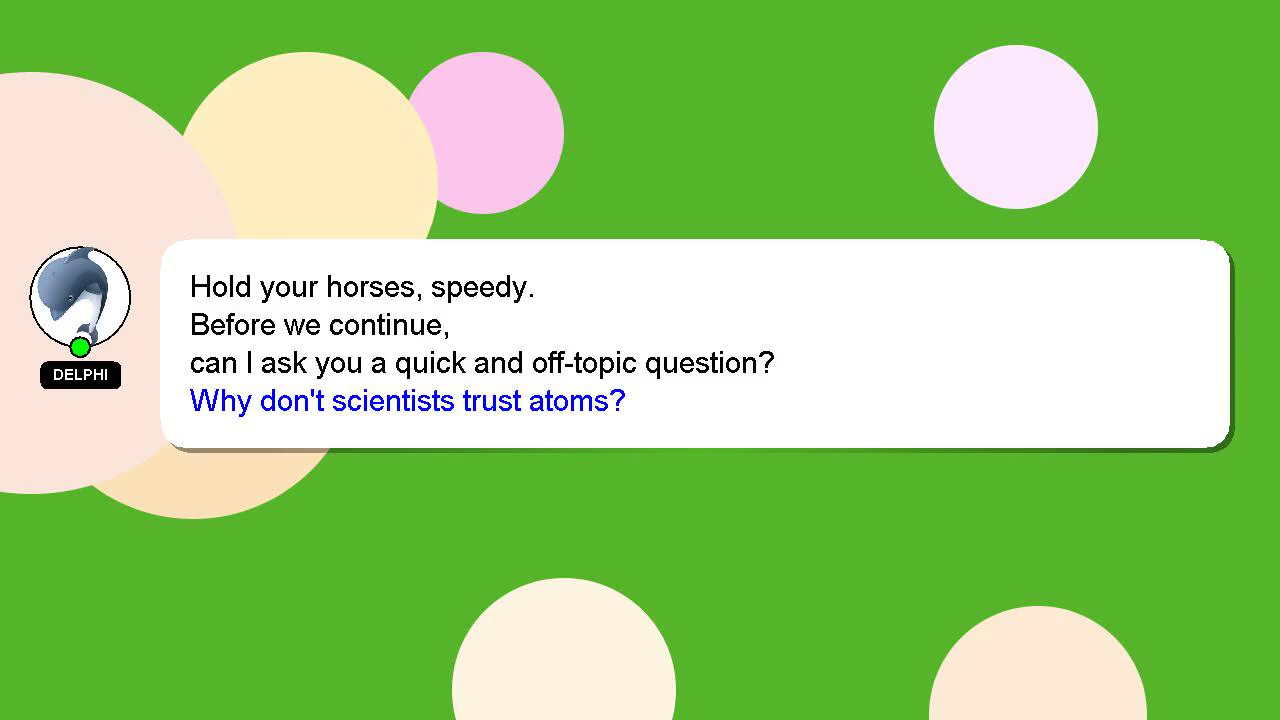 Hold your horses, speedy.
Before we continue,
can I ask you a quick and off-topic question?
Why don't scientists trust atoms?
DELPHI